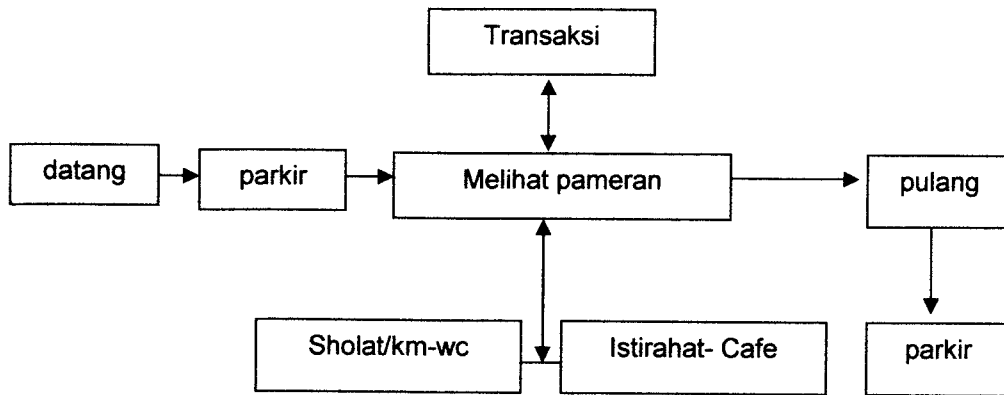 Transaksi
datang
parkir
Melihat pameran
pulang
Sholat/km-wc
Istirahat- Cafe
parkir